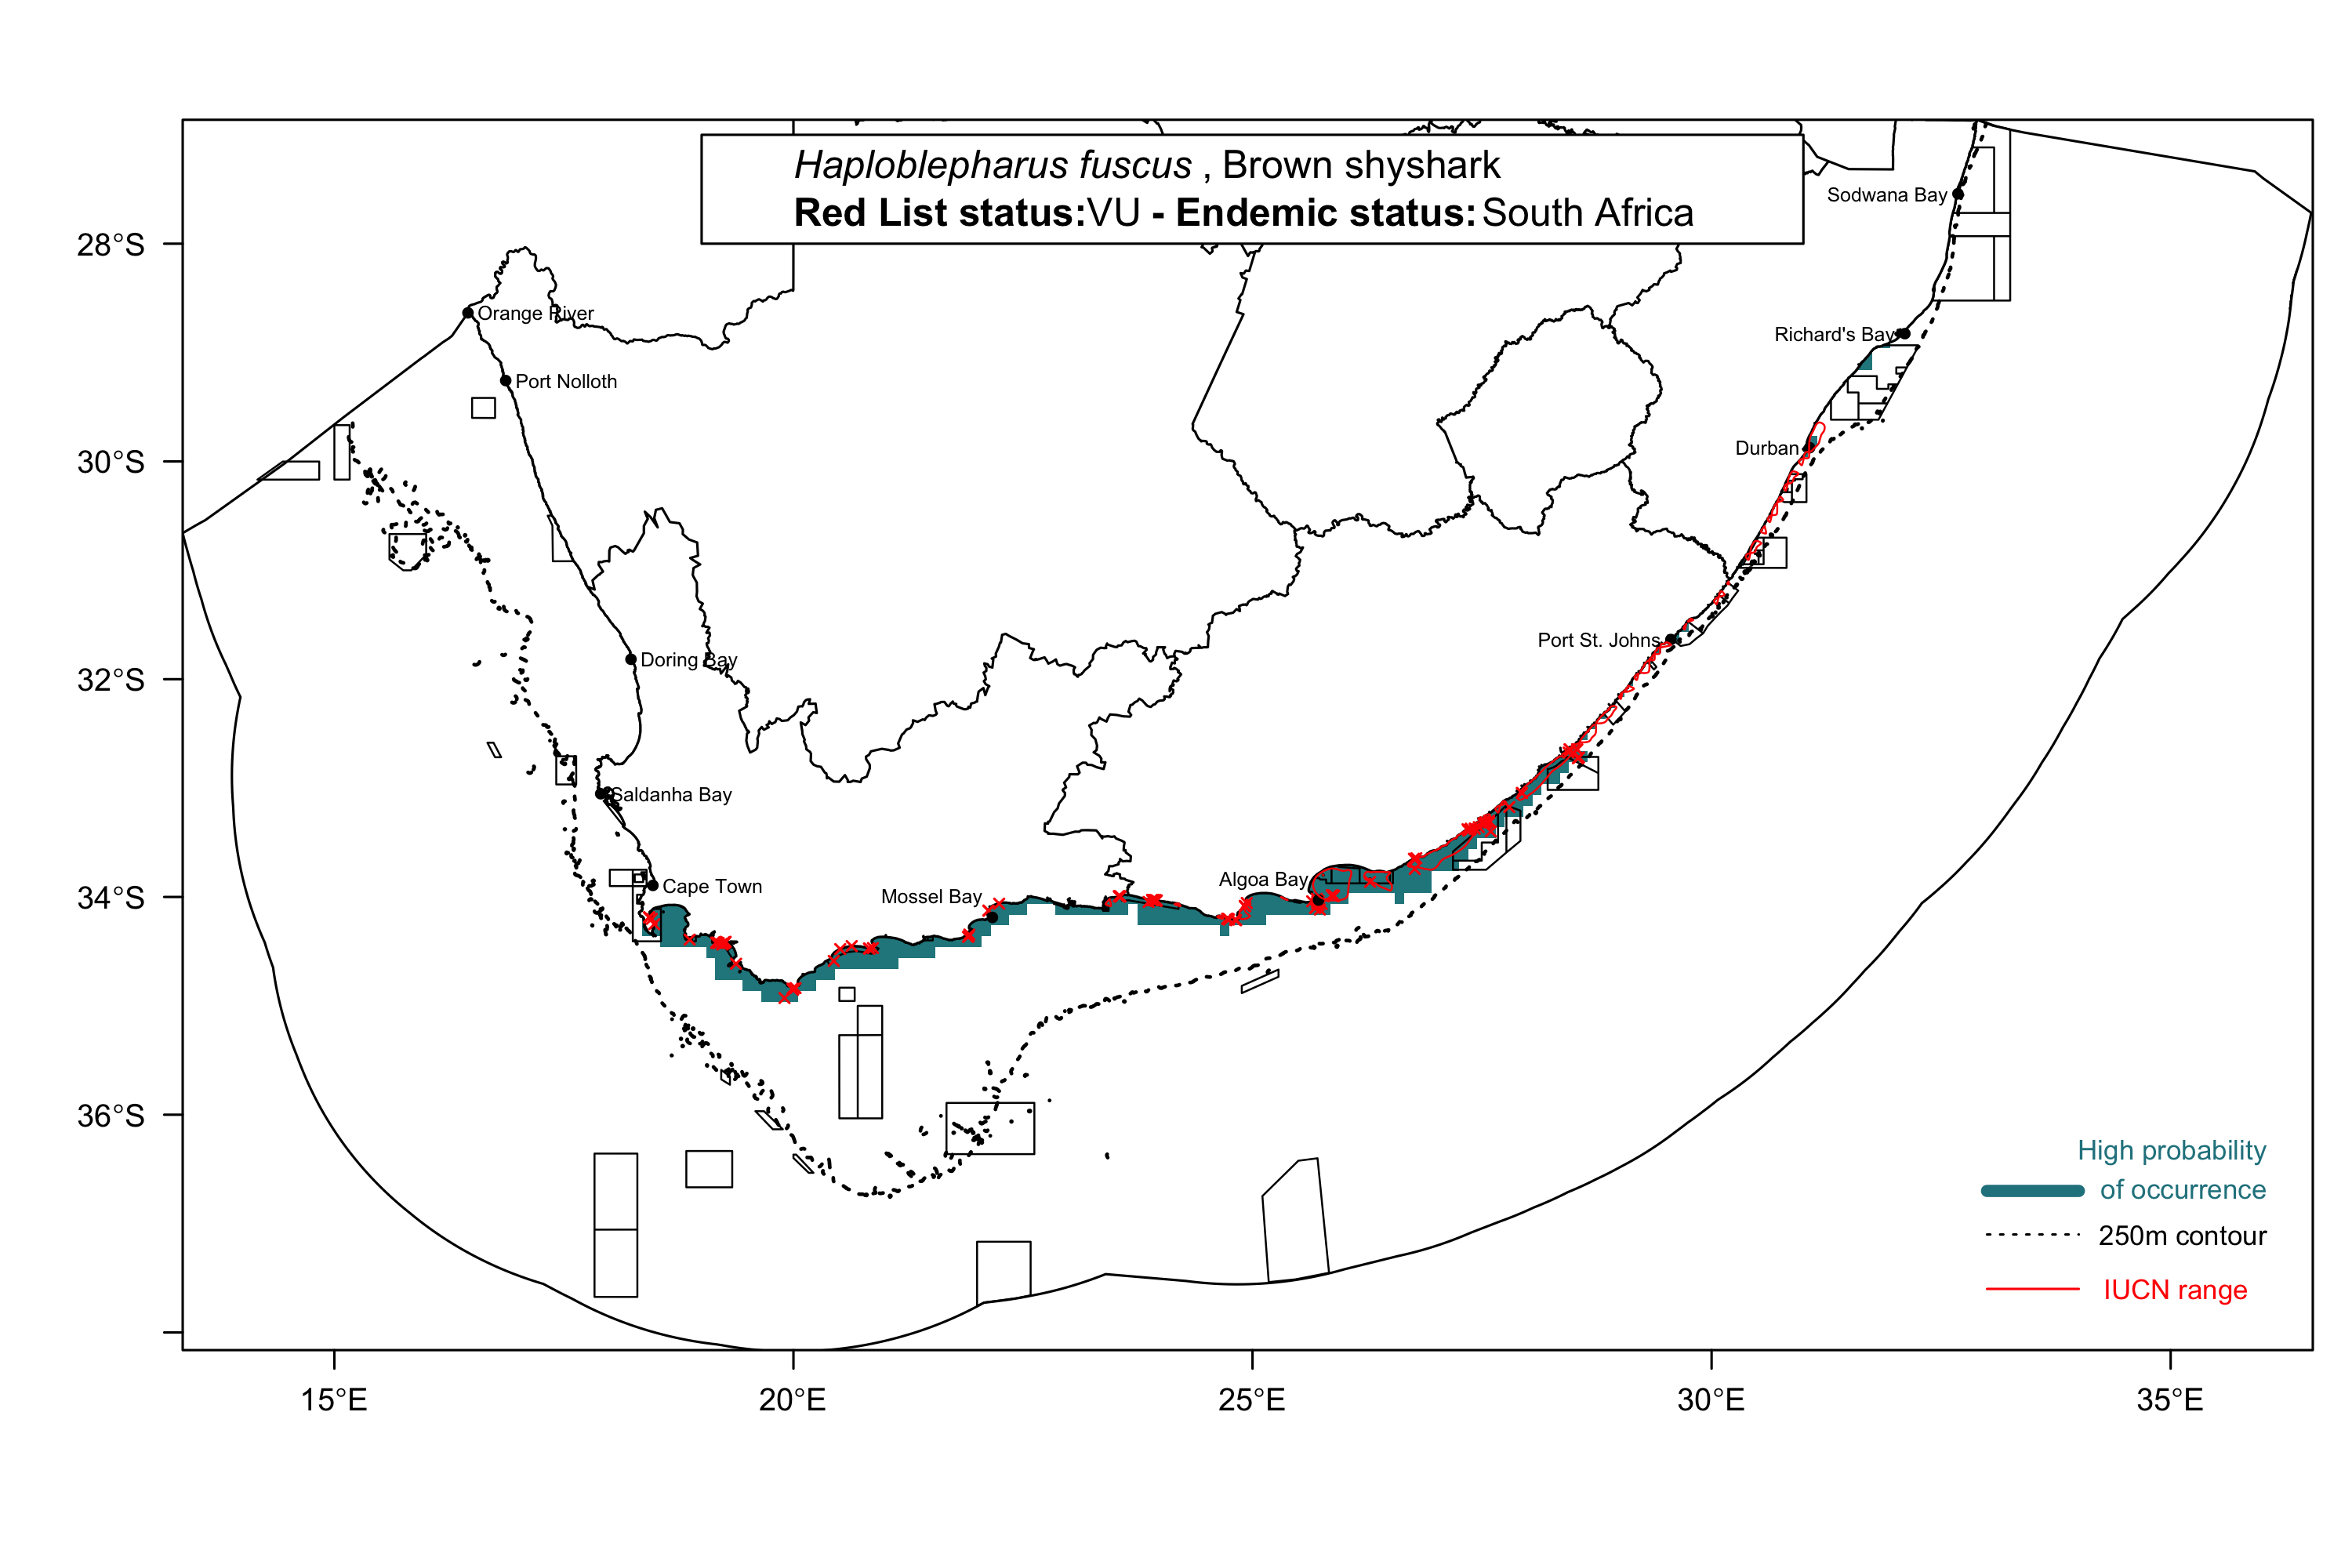 Haploblepharus fuscus , Brown shyshark
Red List status:VU - Endemic status: South Africa
Sodwana Bay
28°S
Orange River
Richard's Bay
Port Nolloth
Durban
30°S
Port St. Johns
Doring Bay
32°S
Saldanha Bay
Algoa Bay
Cape Town
Mossel Bay
34°S
36°S
High probability
of occurrence
250m contour
IUCN range
15°E
20°E
25°E
30°E
35°E